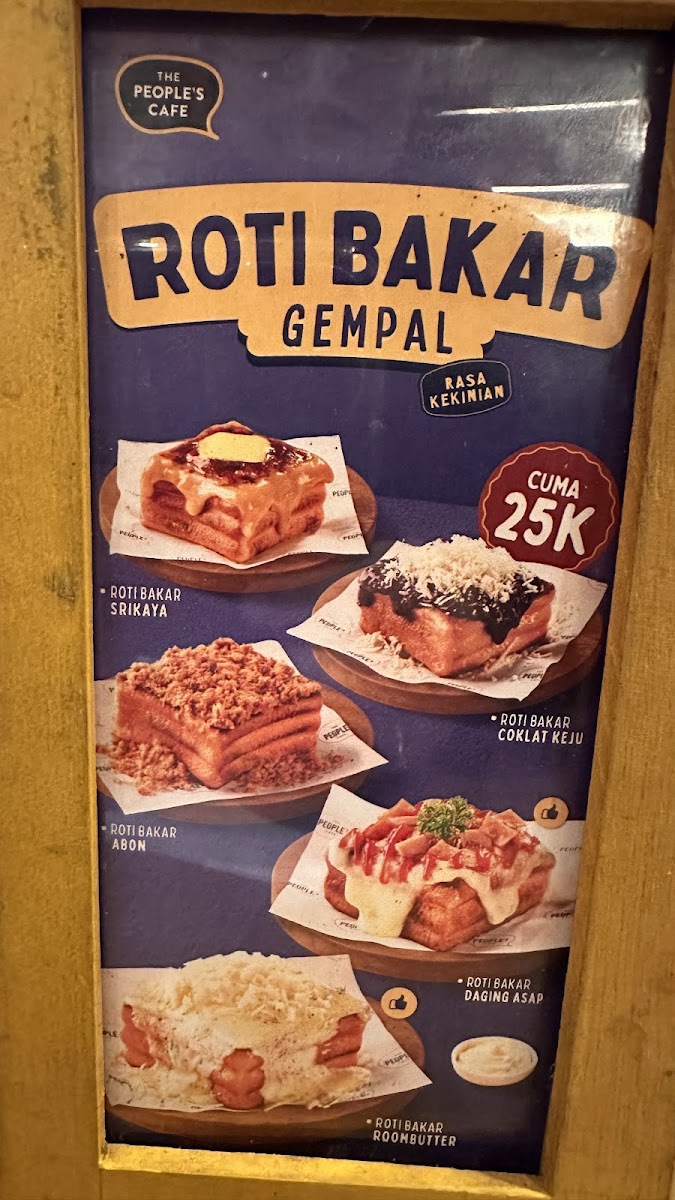 THE
PEOPLE'S
CAFE
ROTI BAKAR
GEMPAL
RASA
KEKINIAN
CUMA
25K
• ROTI BAKAR
SRIKAYA
• ROTI BAKAR
COKLAT KEJU
• ROTI BAKAR
ABON
• ROTI BAKAR
DAGING ASAP
• ROTI BAKAR
ROOMBUTTER